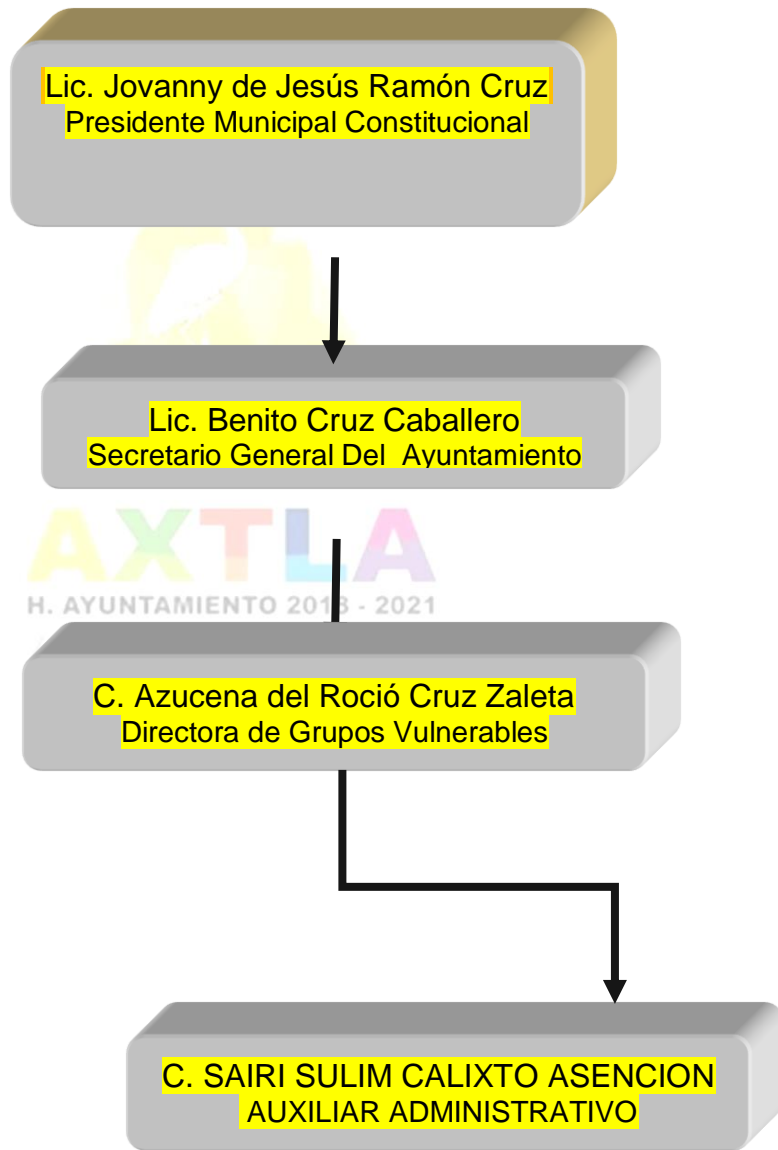 Lic. Jovanny de Jesús Ramón Cruz
Presidente Municipal Constitucional
Lic. Benito Cruz Caballero
Secretario General Del Ayuntamiento
AXTLA
H. AYUNTAMIENTO 2018 - 2021
C. Azucena del Roció Cruz Zaleta
Directora de Grupos Vulnerables
C. SAIRI SULIM CALIXTO ASENCION
AUXILIAR ADMINISTRATIVO